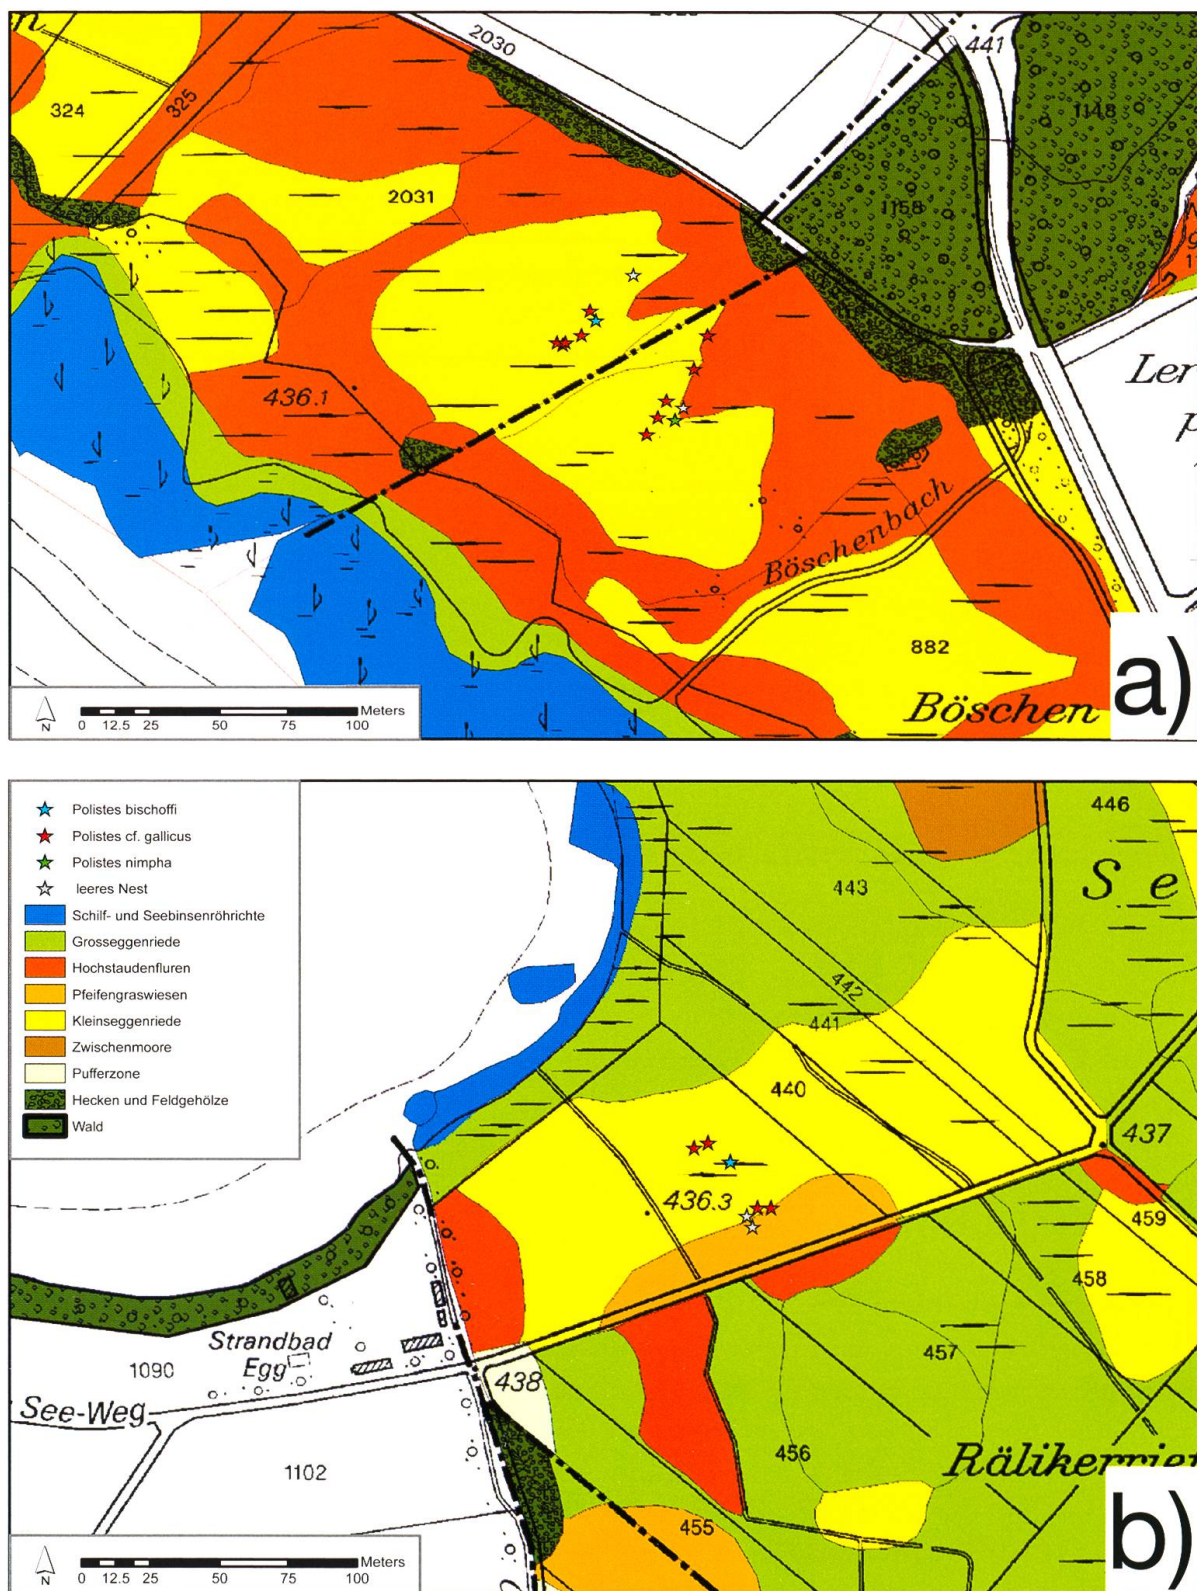 2030
441
324
325
1148
2031
1158
436.1
Ler
p
Böschenbach
882
Böschen
a)
N
0 12.5 25 50 75 100 Meters
Polistes bischoffi
Polistes cf. gallicus
Polistes nimpha
leeres Nest
Schilf- und Seebinsenröhrichte
Grosseggenriede
Hochstaudenfluren
Pfeifengraswiesen
Kleinseggenriede
Zwischenmoore
Pufferzone
Hecken und Feldgehölze
Wald
446
443
S e
442
441
440
437
436.3
459
458
Strandbad
Egg
457
1090
438
See-Weg
456
Rälikerriet
1102
455
b)
N
0 12.5 25 50 75 100 Meters